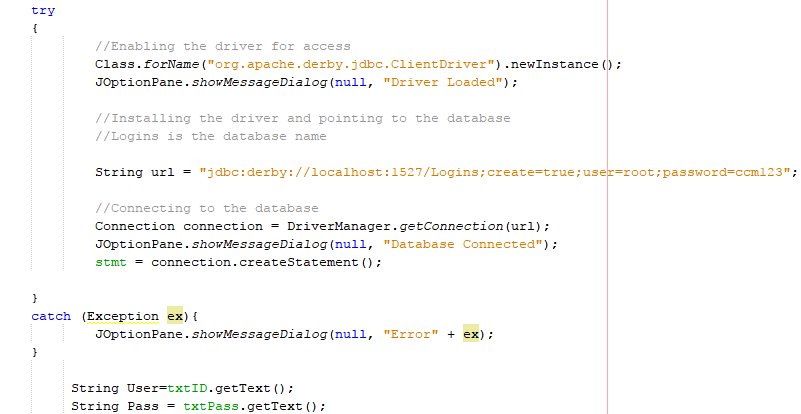 try
{
//Enabling the driver for access
Class.forName("org.apache.derby.jdbc.ClientDriver").newInstance();
JOptionPane.showMessageDialog(null, "Driver Loaded");
//Installing the driver and pointing to the database
//Logins is the database name
String url = "jdbc:derby://localhost:1527/Logins;create=true;user=root;password=ccm123";
//Connecting to the database
Connection connection = DriverManager.getConnection(url);
JOptionPane.showMessageDialog(null, "Database Connected");
stmt = connection.createStatement();
}
catch (Exception ex){
JOptionPane.showMessageDialog(null, "Error" + ex);
}
String User=txtID.getText();
String Pass = txtPass.getText();